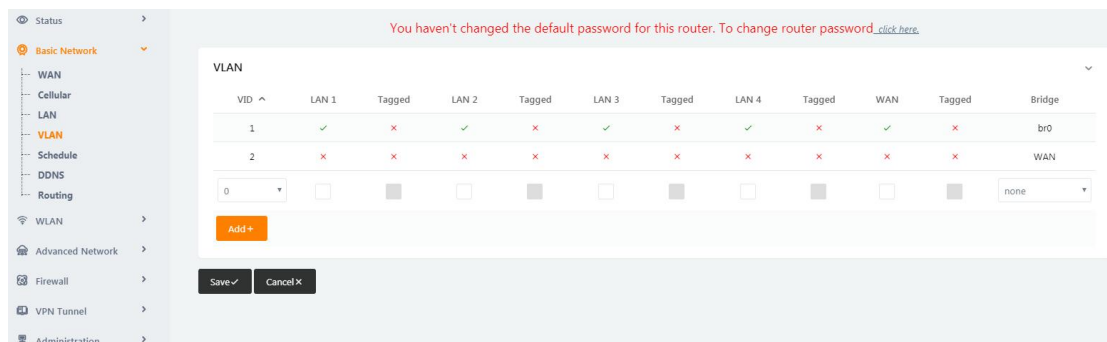 Status
You haven't changed the default password for this router. To change router password click here.
Basic Network
WAN
Cellular
LAN
VLAN
Schedule
DDNS
Routing
WLAN
Advanced Network
Firewall
VPN Tunnel
Administration
VLAN
VID LAN 1 Tagged LAN 2 Tagged LAN 3 Tagged LAN 4 Tagged WAN Tagged Bridge
1 ✓ × ✓ × ✓ × ✓ × ✓ × br0
2 × × × × × × × × × × WAN
0 none
Add+
Save✓ Cancel×